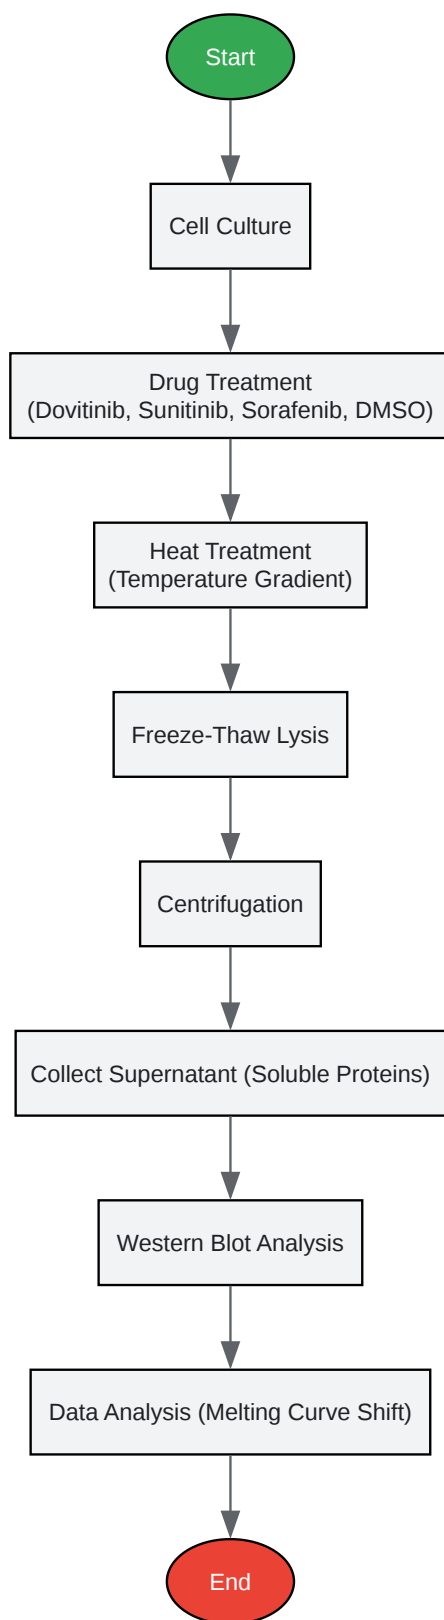 Start
Cell Culture
Drug Treatment
(Dovitinib, Sunitinib, Sorafenib, DMSO)
Heat Treatment
(Temperature Gradient)
Freeze-Thaw Lysis
Centrifugation
Collect Supernatant (Soluble Proteins)
Western Blot Analysis
Data Analysis (Melting Curve Shift)
End